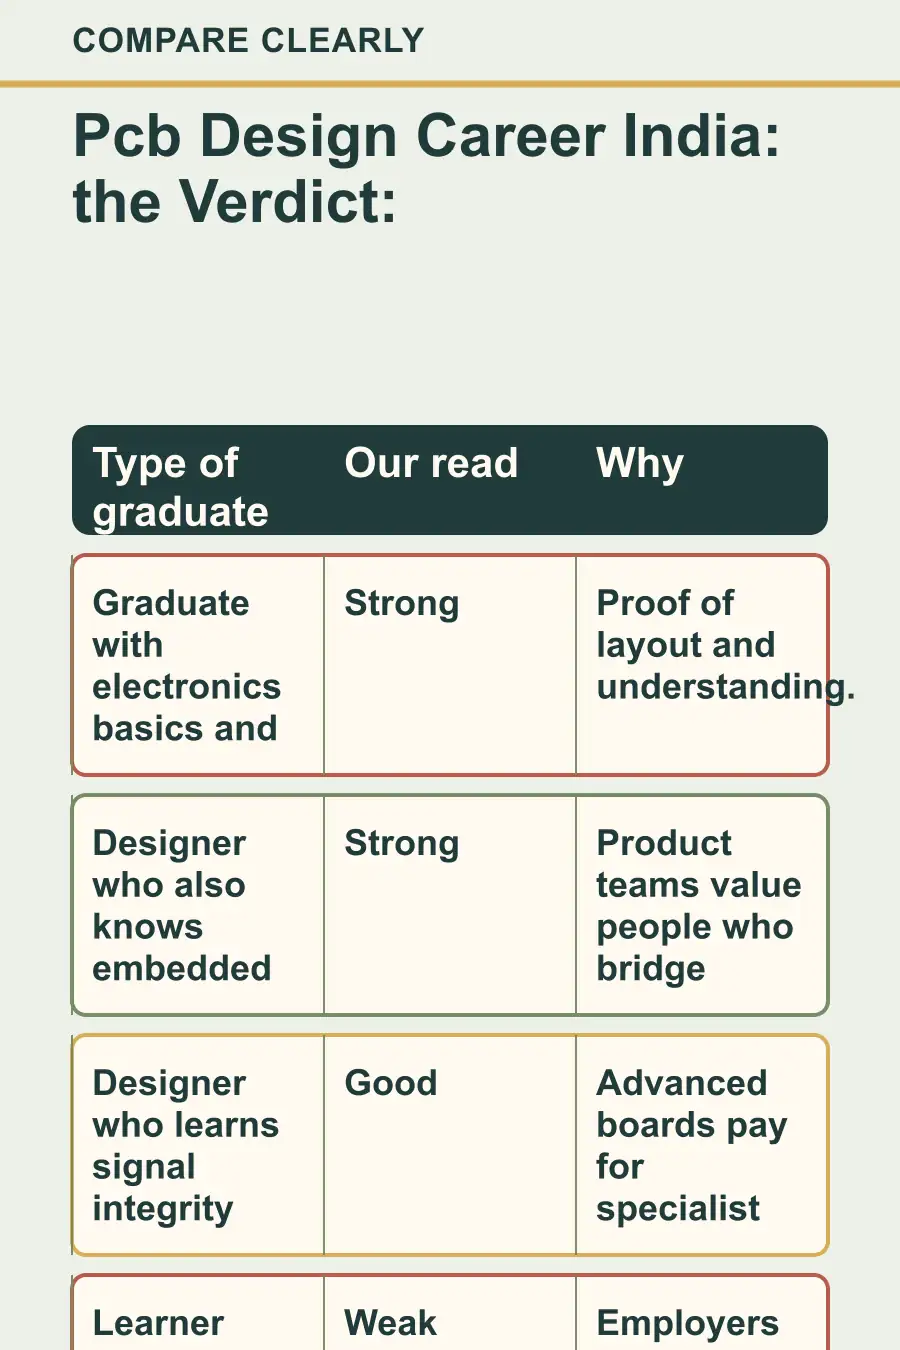 COMPARE CLEARLY
Pcb Design Career India:
the Verdict:
Type of
graduate
Our read
Why
Graduate
with
electronics
basics and
Strong
Proof of
layout and
understanding.
Designer
who also
knows
embedded
Strong
Product
teams value
people who
bridge
Designer
who learns
signal
integrity
Good
Advanced
boards pay
for
specialist
Learner
Weak
Employers